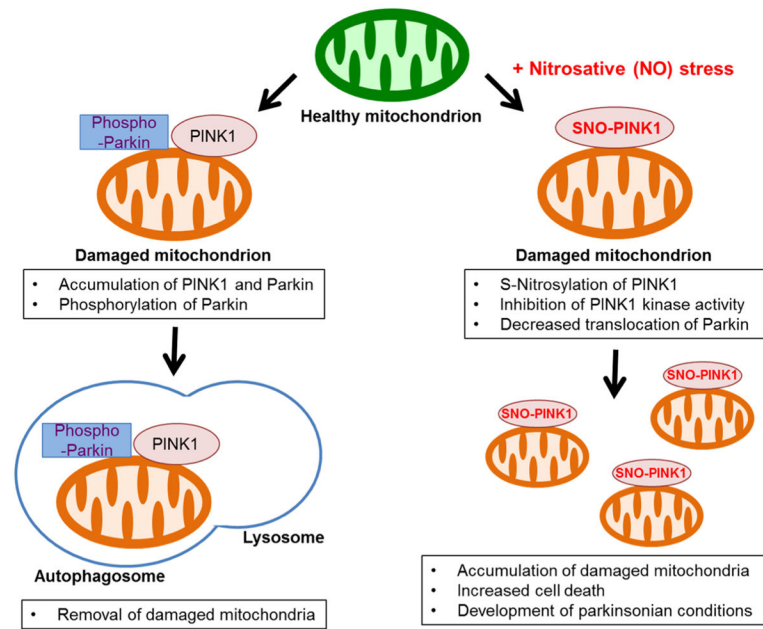 Healthy mitochondrion
+ Nitrosative (NO) stress
Phospho
-Parkin
PINK1
Damaged mitochondrion
• Accumulation of PINK1 and Parkin
• Phosphorylation of Parkin
Phospho
-Parkin
PINK1
Lysosome
Autophagosome
• Removal of damaged mitochondria
SNO-PINK1
Damaged mitochondrion
• S-Nitrosylation of PINK1
• Inhibition of PINK1 kinase activity
• Decreased translocation of Parkin
SNO-PINK1
SNO-PINK1
SNO-PINK1
• Accumulation of damaged mitochondria
• Increased cell death
• Development of parkinsonian conditions